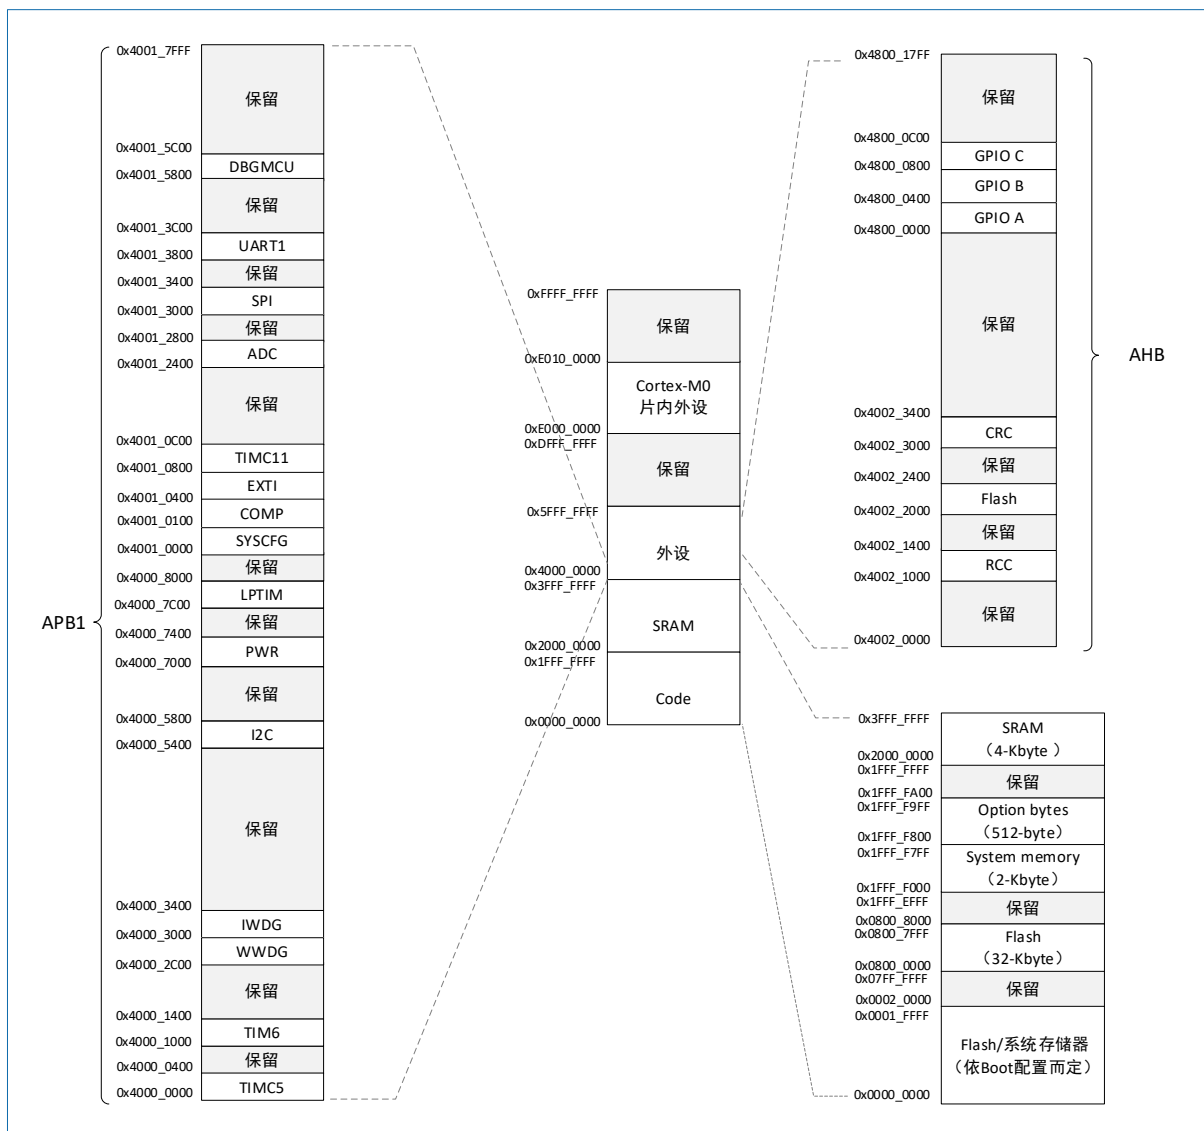 0x4001_7FFF
保留
0x4001_5C00
DBGMCU
0x4001_5800
保留
0x4001_3C00
UART1
0x4001_3800
保留
0x4001_3400
SPI
0x4001_3000
保留
0x4001_2800
ADC
0x4001_2400
保留
0x4001_0C00
TIMC11
0x4001_0800
EXTI
0x4001_0400
COMP
0x4001_0100
SYSCFG
0x4001_0000
保留
0x4000_8000
LPTIM
0x4000_7C00
保留
0x4000_7400
PWR
0x4000_7000
保留
0x4000_5800
I2C
0x4000_5400
保留
0x4000_3400
IWDG
0x4000_3000
WWDG
0x4000_2C00
保留
0x4000_1400
TIM6
0x4000_1000
保留
0x4000_0400
TIMC5
0x4000_0000
APB1
0xFFFF_FFFF
保留
0xE010_0000
Cortex-M0
片内外设
0xE000_0000
0xDFFF_FFFF
保留
0x5FFF_FFFF
外设
0x4000_0000
0x3FFF_FFFF
SRAM
0x2000_0000
0x1FFF_FFFF
Code
0x0000_0000
0x4800_17FF
保留
0x4800_0C00
GPIO C
0x4800_0800
GPIO B
0x4800_0400
GPIO A
0x4800_0000
保留
0x4002_3400
CRC
0x4002_3000
保留
0x4002_2400
Flash
0x4002_2000
保留
0x4002_1400
RCC
0x4002_1000
保留
0x4002_0000
AHB
0x3FFF_FFFF
SRAM
（4-Kbyte ）
0x2000_0000
0x1FFF_FFFF
保留
0x1FFF_FA00
0x1FFF_F9FF
Option bytes
（512-byte）
0x1FFF_F800
0x1FFF_F7FF
System memory
（2-Kbyte）
0x1FFF_F000
0x1FFF_EFFF
保留
0x0800_8000
0x0800_7FFF
Flash
（32-Kbyte）
0x0800_0000
0x07FF_FFFF
保留
0x0002_0000
0x0001_FFFF
Flash/系统存储器
（依Boot配置而定）
0x0000_0000